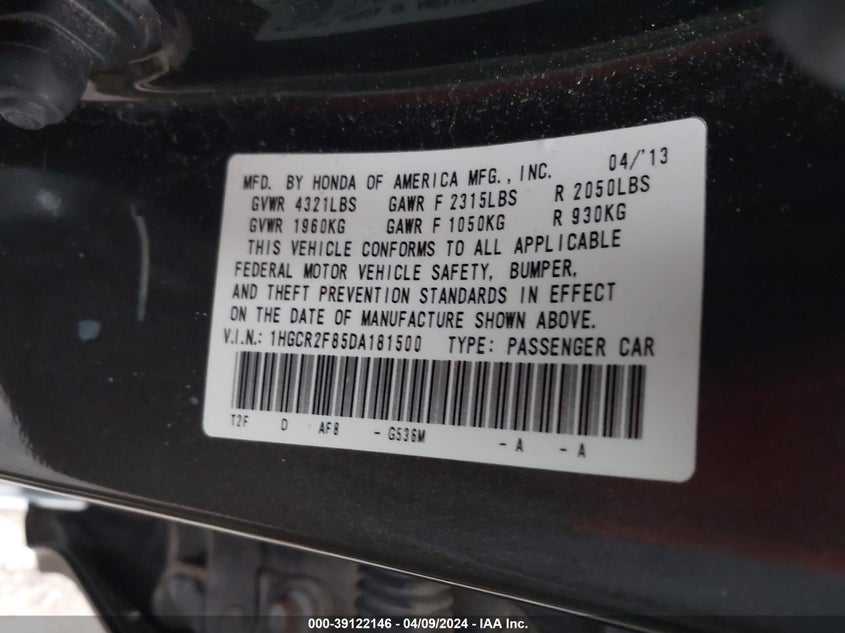 MFD. BY HONDA OF AMERICA MFG., INC. 04/'13
GVWR 4321LBS GAWR F 2315LBS R 2050LBS
GVWR 1960KG GAWR F 1050KG R 930KG
THIS VEHICLE CONFORMS TO ALL APPLICABLE
FEDERAL MOTOR VEHICLE SAFETY, BUMPER,
AND THEFT PREVENTION STANDARDS IN EFFECT
ON THE DATE OF MANUFACTURE SHOWN ABOVE.
V.I.N.: 1HGCR2F85DA181500 TYPE: PASSENGER CAR
T2F D AF8 - G536M - A - A
000-39122146 - 04/09/2024 - IAA Inc.